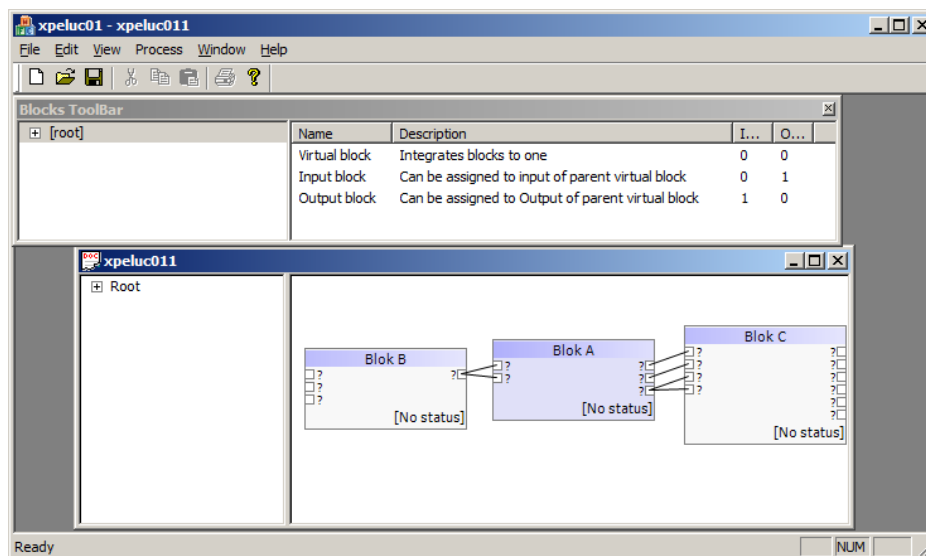 xpeluc01 - xpeluc011
File Edit View Process Window Help
Blocks ToolBar
[root]
Name Description I... O...
Virtual block Integrates blocks to one 0 0
Input block Can be assigned to input of parent virtual block 0 1
Output block Can be assigned to Output of parent virtual block 1 0
DOC
xpeluc011
Root
Blok B
?
?
?
?
[No status]
Blok A
? ?
? ?
?
[No status]
Blok C
? ?
? ?
? ?
? ?
?
?
[No status]
Ready NUM